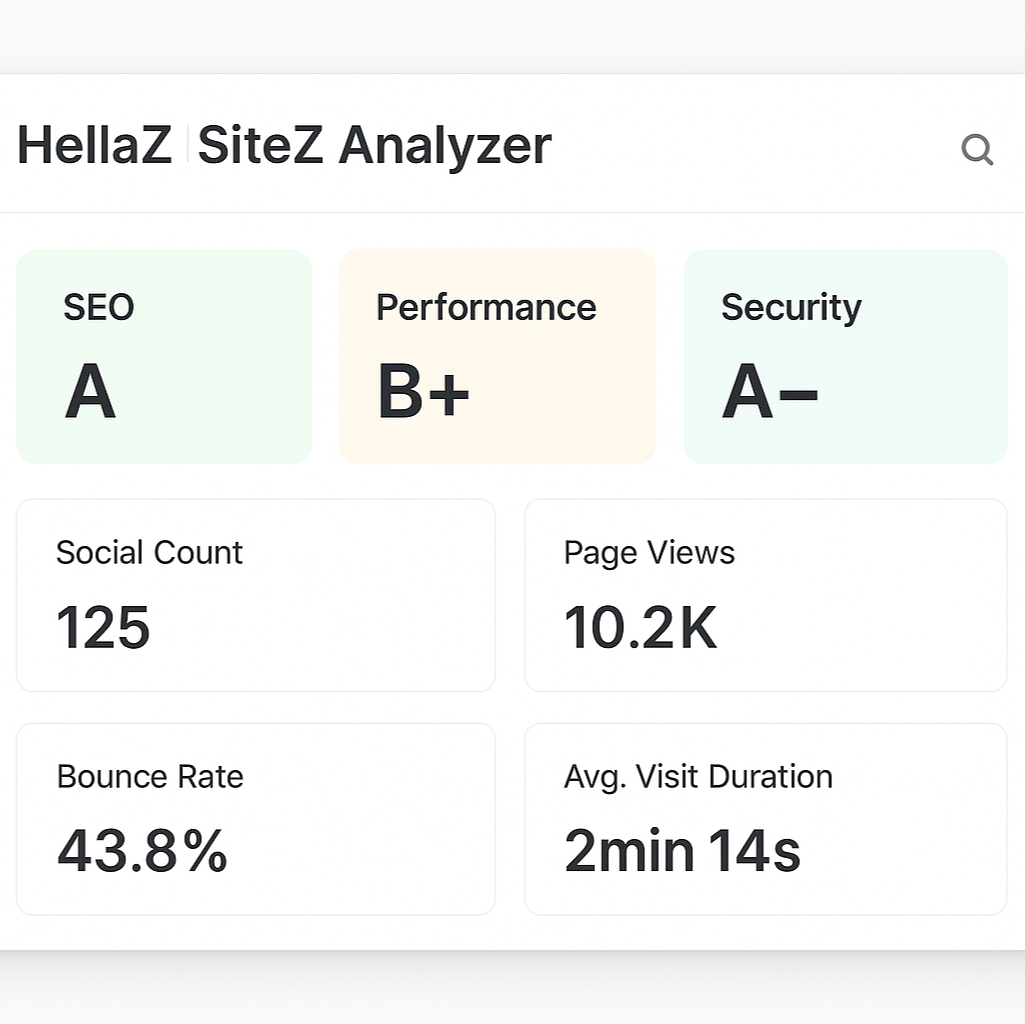 HellaZ SiteZ Analyzer
SEO
A
Performance
B+
Security
A−
Social Count
125
Page Views
10.2K
Bounce Rate
43.8%
Avg. Visit Duration
2min 14s